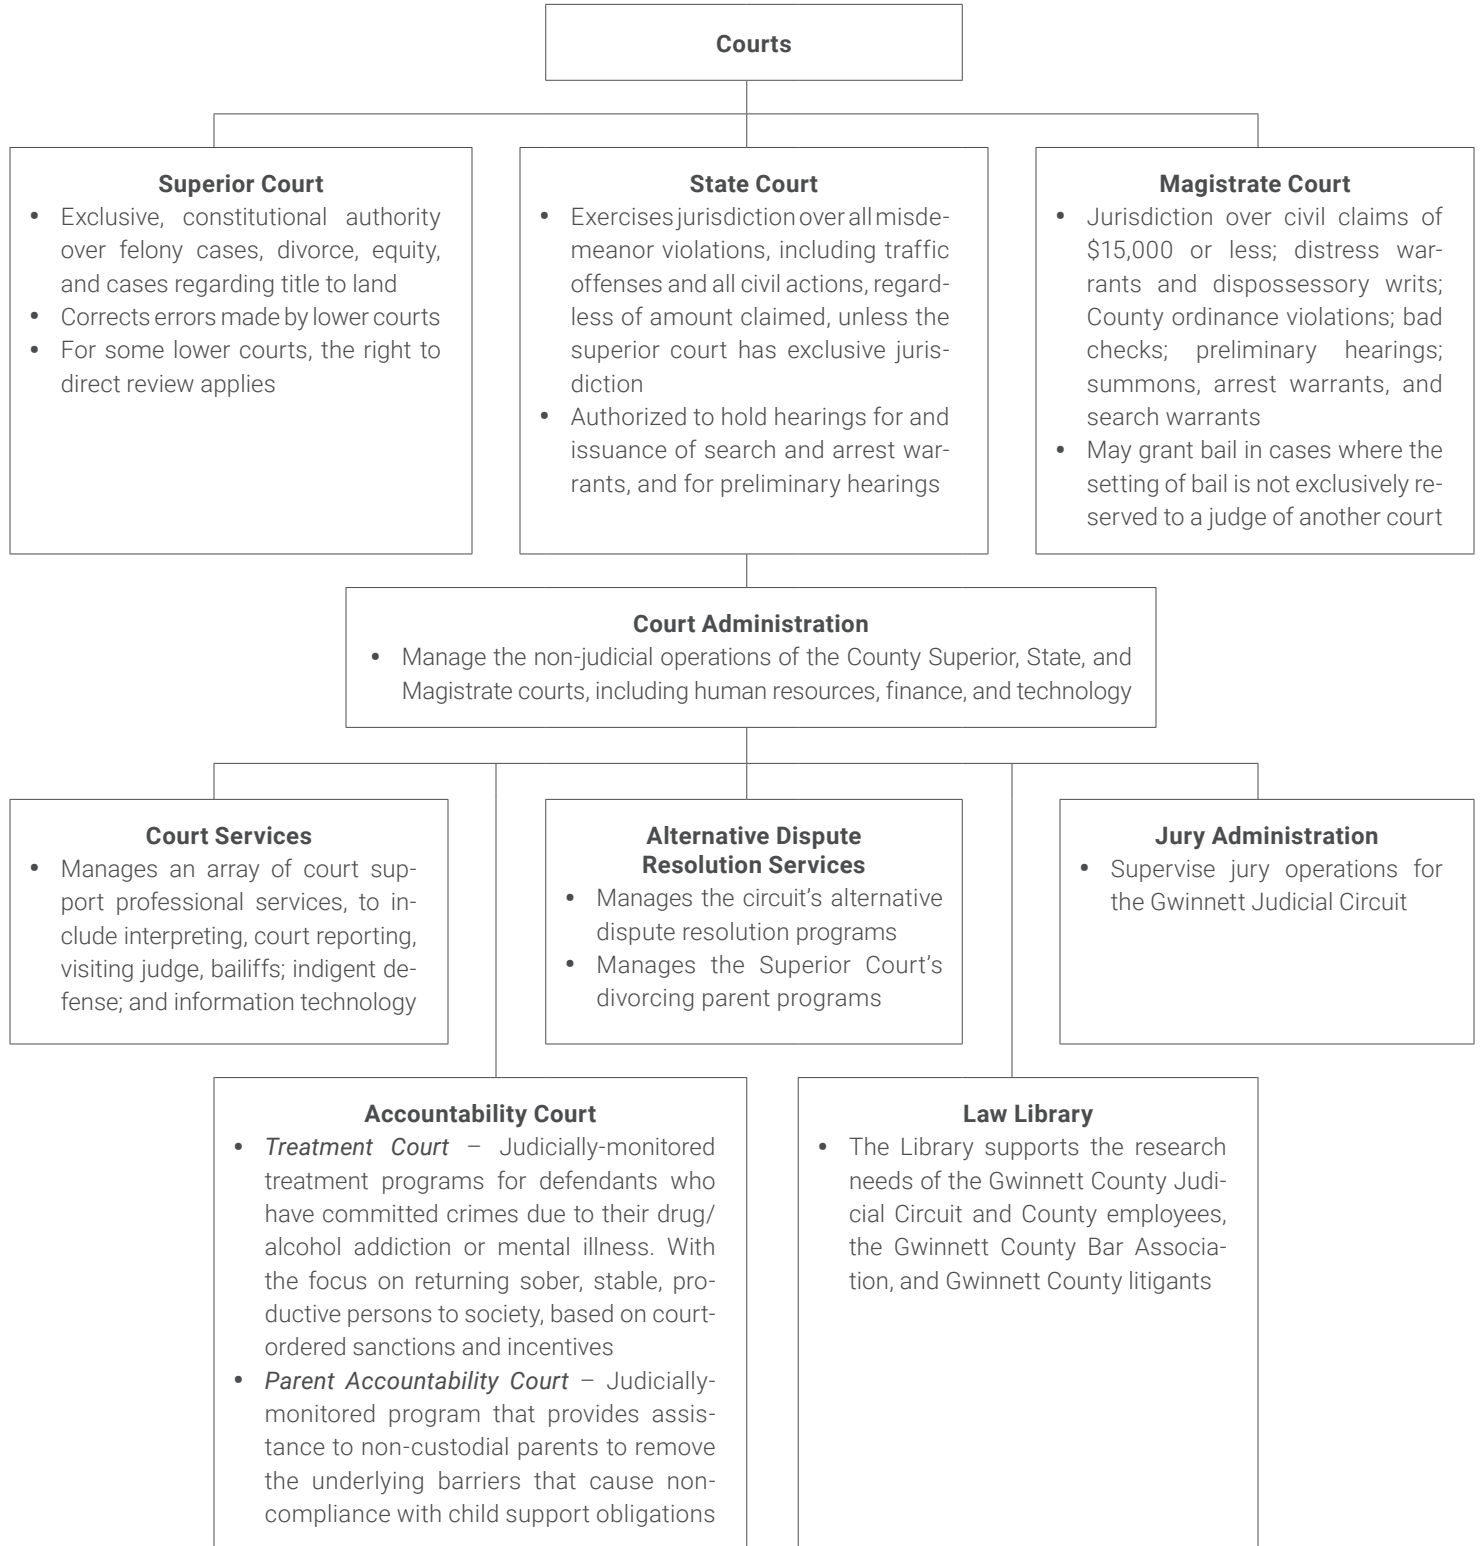 Courts
Superior Court
• Exclusive, constitutional authority
over felony cases, divorce, equity,
and cases regarding title to land
• Corrects errors made by lower courts
• For some lower courts, the right to
direct review applies
State Court
• Exercises jurisdiction over all misde-
meanor violations, including traffic
offenses and all civil actions, regard-
less of amount claimed, unless the
superior court has exclusive juris-
diction
• Authorized to hold hearings for and
issuance of search and arrest war-
rants, and for preliminary hearings
Magistrate Court
• Jurisdiction over civil claims of
$15,000 or less; distress war-
rants and dispossessory writs;
County ordinance violations; bad
checks; preliminary hearings;
summons, arrest warrants, and
search warrants
• May grant bail in cases where the
setting of bail is not exclusively re-
served to a judge of another court
Court Administration
• Manage the non-judicial operations of the County Superior, State, and
Magistrate courts, including human resources, finance, and technology
Court Services
• Manages an array of court sup-
port professional services, to in-
clude interpreting, court reporting,
visiting judge, bailiffs; indigent de-
fense; and information technology
Alternative Dispute
Resolution Services
• Manages the circuit's alternative
dispute resolution programs
• Manages the Superior Court's
divorcing parent programs
Jury Administration
• Supervise jury operations for
the Gwinnett Judicial Circuit
Accountability Court
• Treatment Court – Judicially-monitored
treatment programs for defendants who
have committed crimes due to their drug/
alcohol addiction or mental illness. With
the focus on returning sober, stable, pro-
ductive persons to society, based on court-
ordered sanctions and incentives
• Parent Accountability Court – Judicially-
monitored program that provides assis-
tance to non-custodial parents to remove
the underlying barriers that cause non-
compliance with child support obligations
Law Library
• The Library supports the research
needs of the Gwinnett County Judi-
cial Circuit and County employees,
the Gwinnett County Bar Associa-
tion, and Gwinnett County litigants